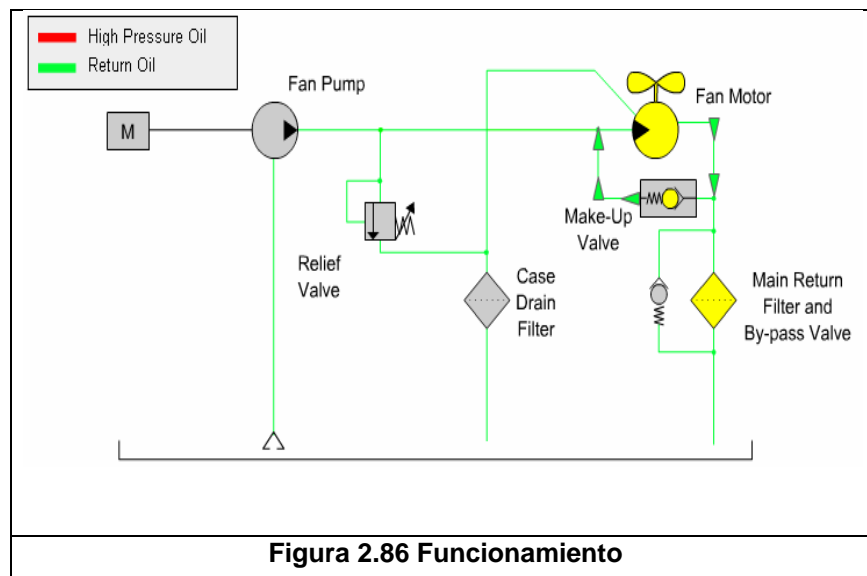 High Pressure Oil
Return Oil
Fan Pump
Fan Motor
M
Make-Up
Valve
Relief
Valve
Case
Drain
Filter
Main Return
Filter and
By-pass Valve
Figura 2.86 Funcionamiento